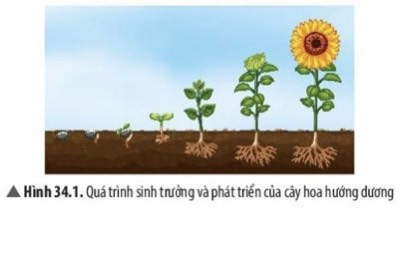 ▲ Hình 34.1. Quá trình sinh trưởng và phát triển của cây hoa hướng dương